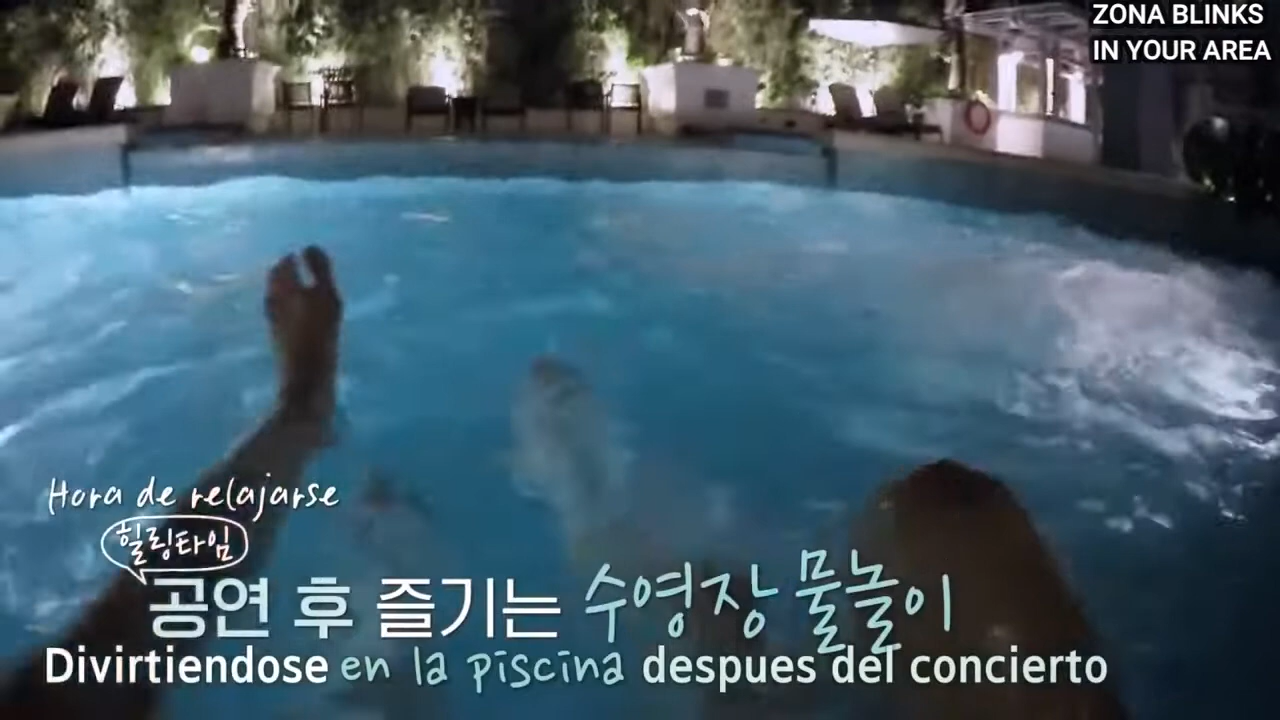 ZONA BLINKS
IN YOUR AREA
Hora de relajarse
힐링타임
공연 후 즐기는 수영장 물놀이
Divirtiendose en la piscina despues del concierto